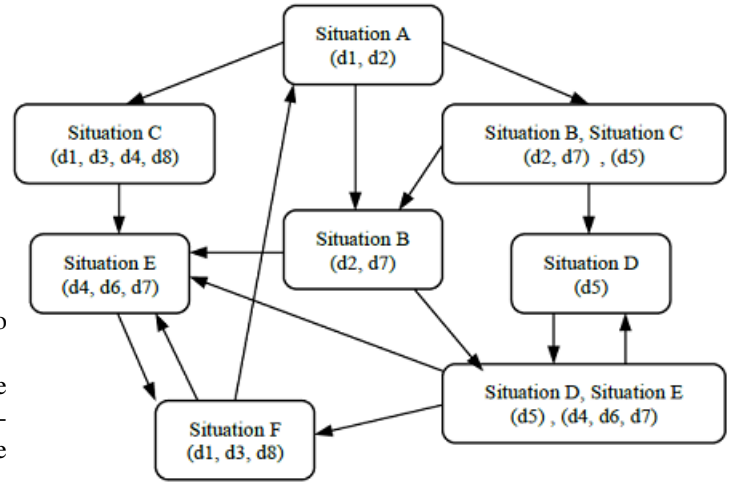 Situation A
(d1, d2)
Situation C
(d1, d3, d4, d8)
Situation B, Situation C
(d2, d7) , (d5)
Situation B
(d2, d7)
Situation E
(d4, d6, d7)
Situation D
(d5)
Situation D, Situation E
(d5) , (d4, d6, d7)
Situation F
(d1, d3, d8)